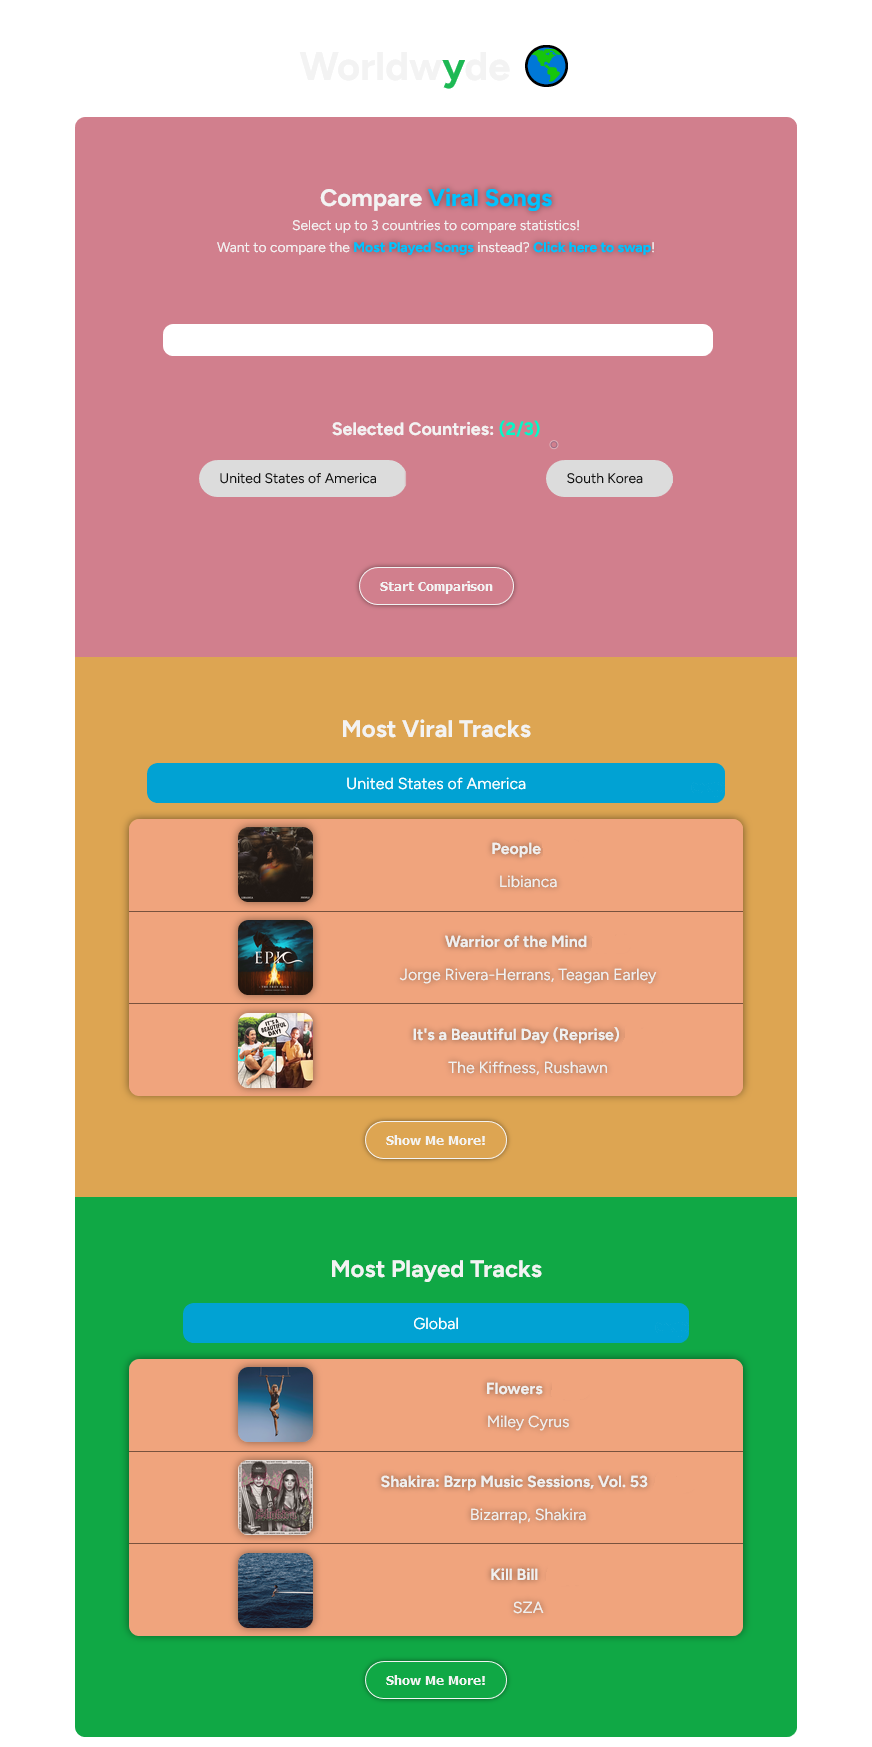 Worldwyde
Compare Viral Songs
Select up to 3 countries to compare statistics!
Want to compare the Most Played Songs instead? Click here to swap!
Selected Countries: (2/3)
United States of America
South Korea
Start Comparison
Most Viral Tracks
United States of America
People
Libianca
EPIC
Warrior of the Mind
Jorge Rivera-Herrans, Teagan Earley
IT'S A
BEAUTIFUL
DAY!
It's a Beautiful Day (Reprise)
The Kiffness, Rushawn
Show Me More!
Most Played Tracks
Global
Flowers
Miley Cyrus
Shakira: Bzrp Music Sessions, Vol. 53
Bizarrap, Shakira
Kill Bill
SZA
Show Me More!